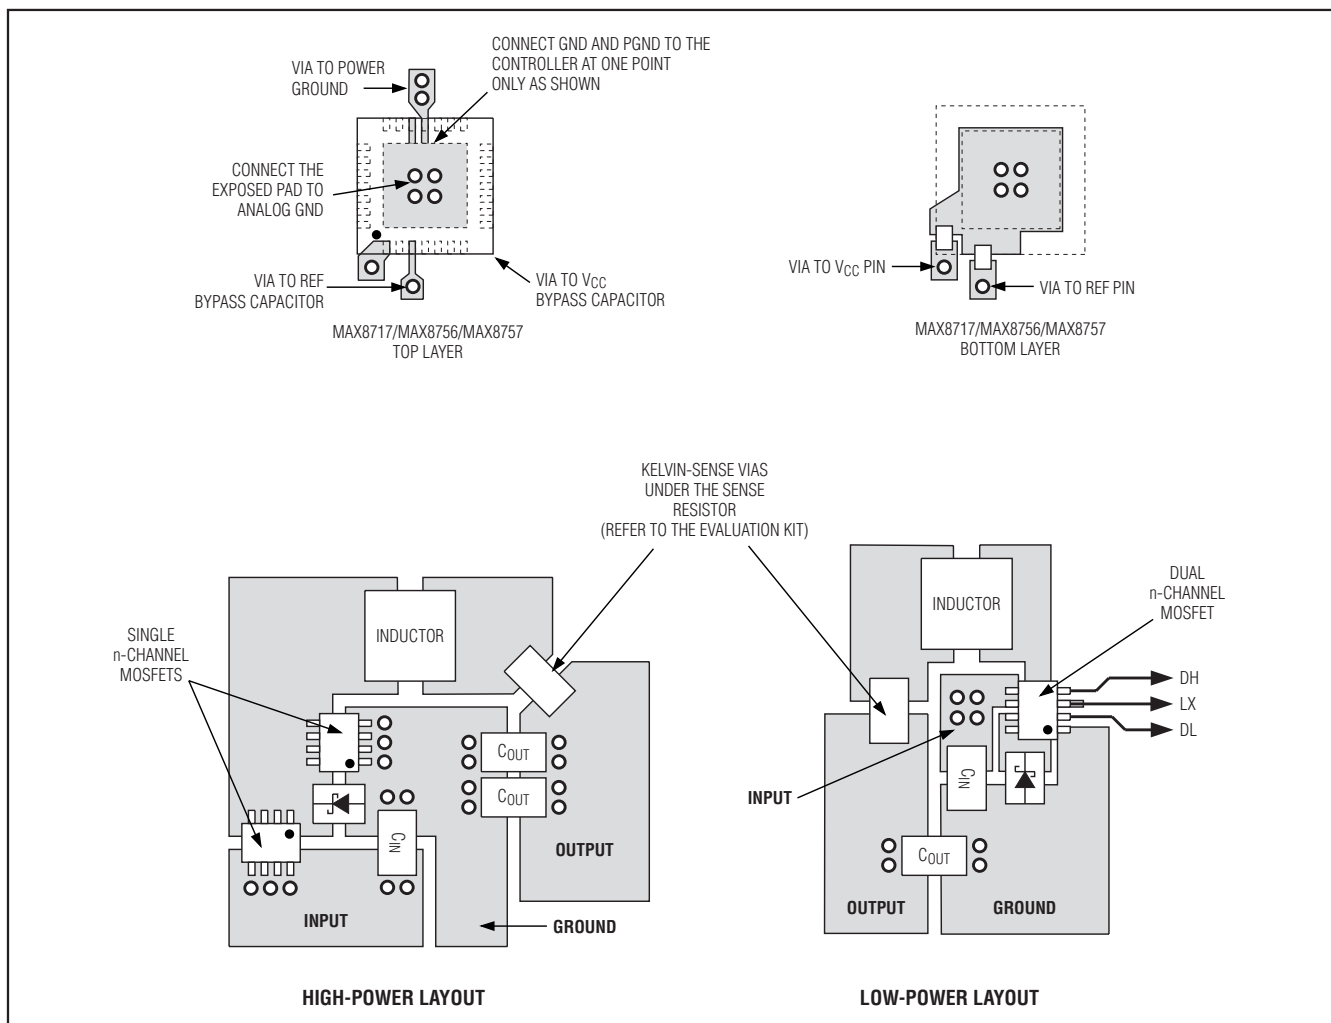 CONNECT GND AND PGND TO THE
CONTROLLER AT ONE POINT
ONLY AS SHOWN
VIA TO POWER
GROUND
CONNECT THE
EXPOSED PAD TO
ANALOG GND
VIA TO REF
BYPASS CAPACITOR
VIA TO VCC
BYPASS CAPACITOR
MAX8717/MAX8756/MAX8757
TOP LAYER
VIA TO VCC PIN
VIA TO REF PIN
MAX8717/MAX8756/MAX8757
BOTTOM LAYER
KELVIN-SENSE VIAS
UNDER THE SENSE
RESISTOR
(REFER TO THE EVALUATION KIT)
SINGLE
n-CHANNEL
MOSFETS
INDUCTOR
COUT
COUT
CIN
OUTPUT
INPUT
GROUND
HIGH-POWER LAYOUT
DUAL
n-CHANNEL
MOSFET
INDUCTOR
DH
LX
DL
CIN
INPUT
COUT
OUTPUT
GROUND
LOW-POWER LAYOUT